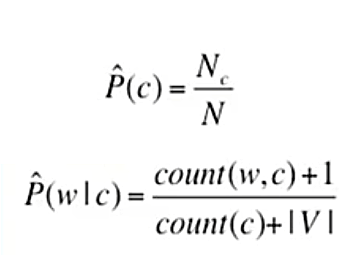 P̂(c) = N_c / N
P̂(w | c) = count(w,c)+1 / count(c)+|V|